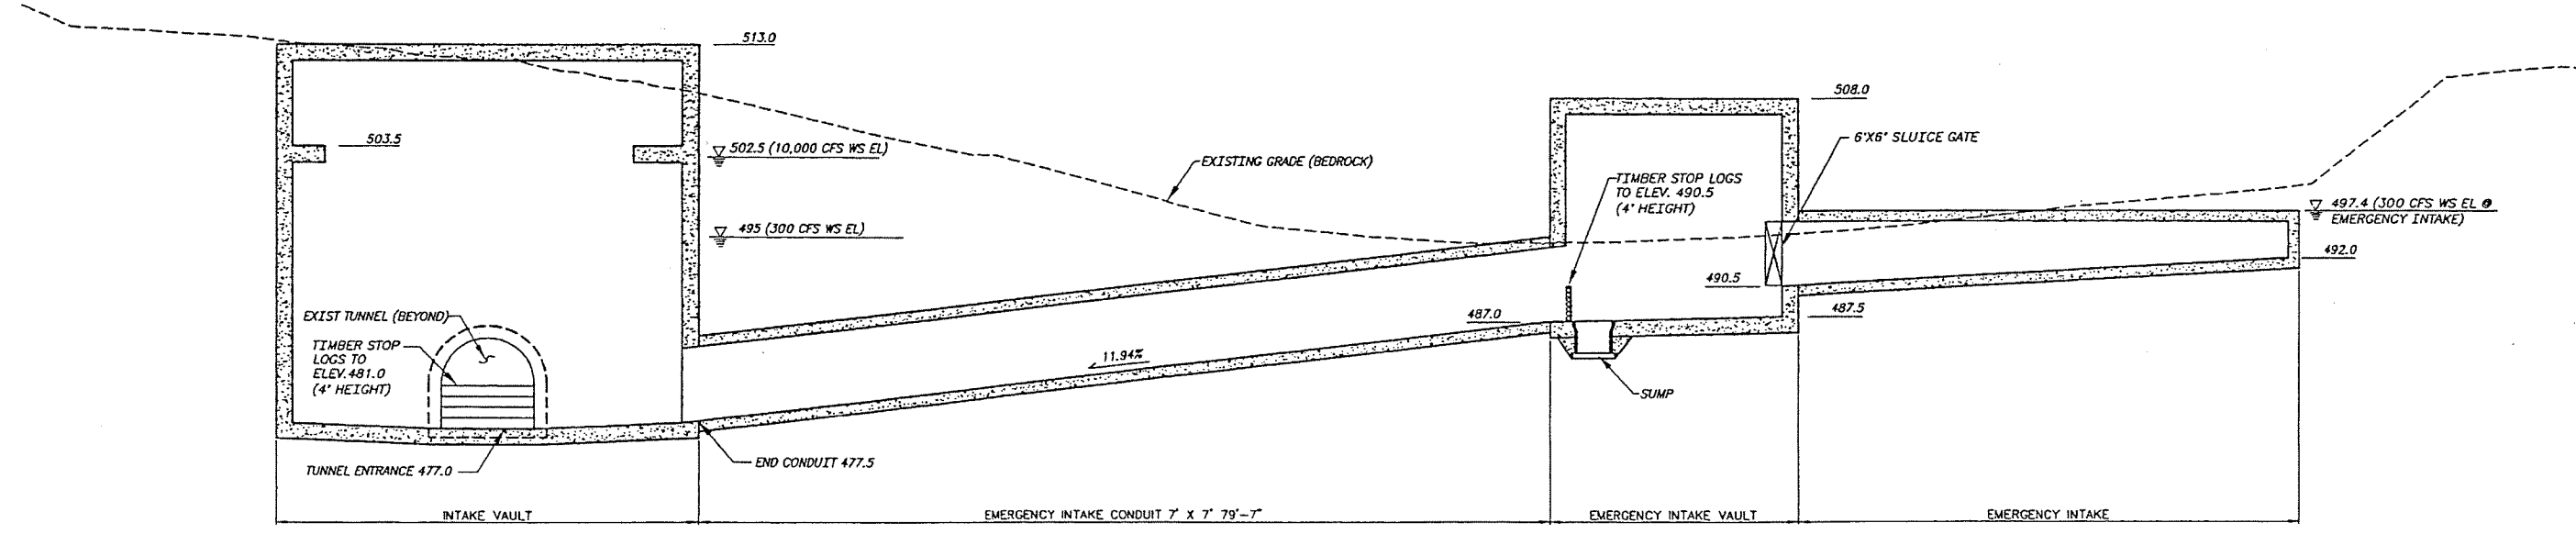 513.0
503.5
502.5 (10,000 CFS WS EL)
495 (300 CFS WS EL)
EXISTING GRADE (BEDROCK)
508.0
6'X6' SLUICE GATE
TIMBER STOP LOGS
TO ELEV. 490.5
(4' HEIGHT)
497.4 (300 CFS WS EL @
EMERGENCY INTAKE)
492.0
490.5
487.0
487.5
EXIST TUNNEL (BEYOND)
TIMBER STOP
LOGS TO
ELEV.481.0
(4' HEIGHT)
11.94%
SUMP
TUNNEL ENTRANCE 477.0
END CONDUIT 477.5
INTAKE VAULT
EMERGENCY INTAKE CONDUIT 7' X 7' 79'-7"
EMERGENCY INTAKE VAULT
EMERGENCY INTAKE